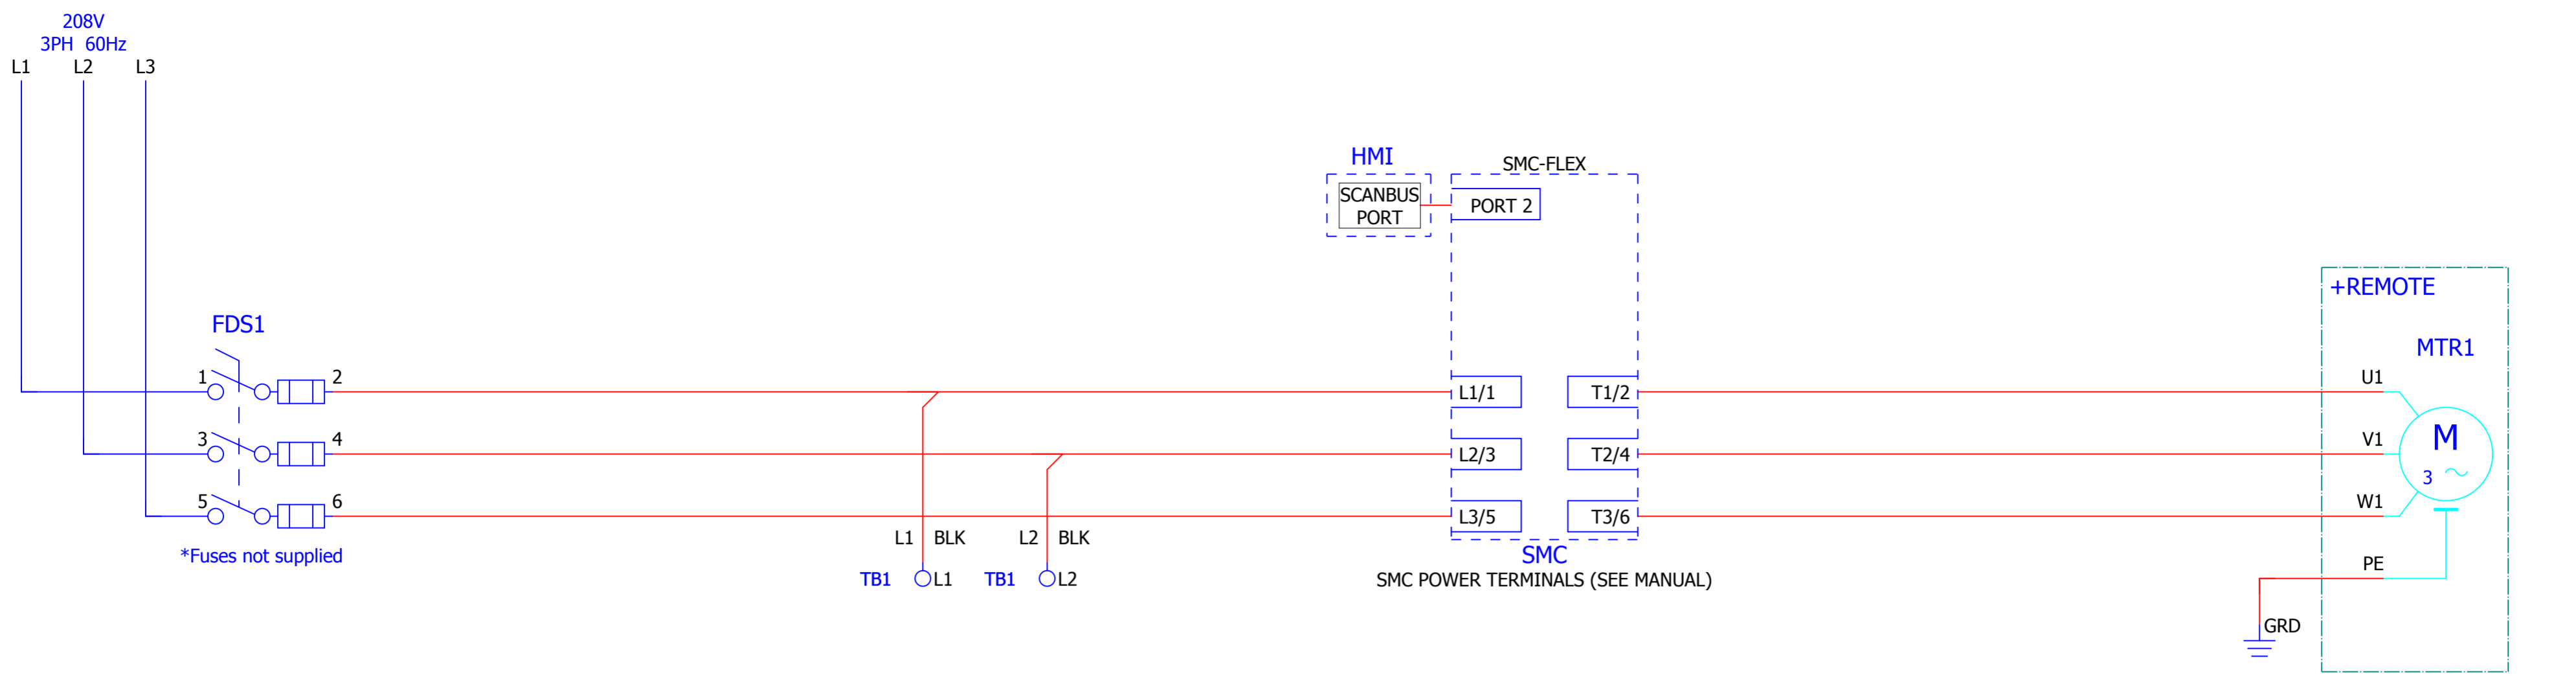 208V
3PH 60Hz
L1 L2 L3
HMI
SMC-FLEX
SCANBUS
PORT
PORT 2
+REMOTE
FDS1
MTR1
1 2
L1/1 T1/2
U1
3 4
L2/3 T2/4
V1
M
3
5 6
L3/5 T3/6
W1
*Fuses not supplied
L1 BLK
L2 BLK
SMC
SMC POWER TERMINALS (SEE MANUAL)
TB1 L1
TB1 L2
PE
GRD